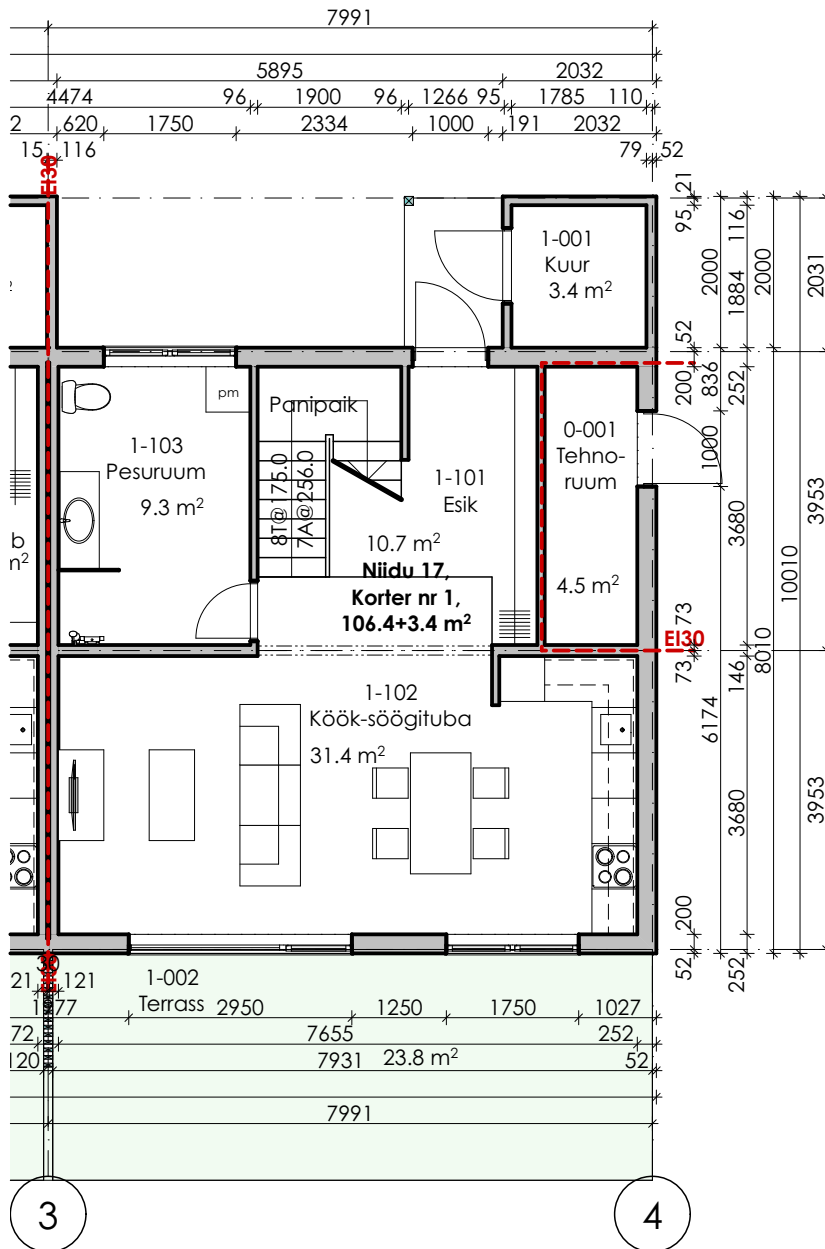 7991
5895 2032
4474 96 1900 96 1266 95 1785 110
2 620 1750 2334 1000 191 2032
15 116 79 52
EI30
21
95 116
2000 1884 2000 2031
52
1-001
Kuur
3.4 m²
200 836 252
1000
3680 3953
10010
pm
Panipaik
1-103
Pesuruum
9.3 m²
8T@175.0
7A@256.0
1-101
Esik
10.7 m²
0-001
Tehno-
ruum
4.5 m²
Niidu 17,
Korter nr 1,
106.4+3.4 m²
b
m²
73
EI30
73 146 8010
6174
3680 3953
1-102
Köök-söögituba
31.4 m²
200
52 252
30
EI30
21 121
1-002
Terrass
2950 1250 1750 1027
72 7655 252
120 7931 23.8 m² 52
7991
3 4